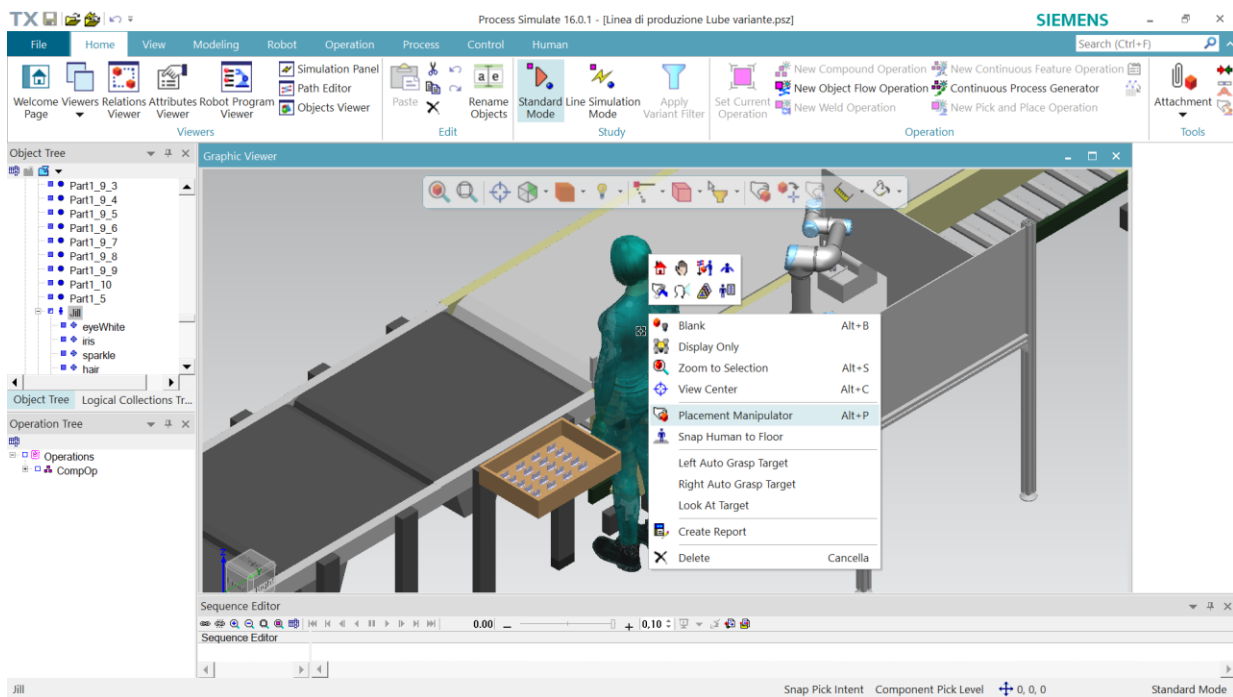 TX
Process Simulate 16.0.1 - [Linea di produzione Lube variante.psz]
SIEMENS
File Home View Modeling Robot Operation Process Control Human
Search (Ctrl+F)
Welcome Page
Viewers
Relations Viewer
Attributes Viewer
Robot Program Viewer
Simulation Panel
Path Editor
Objects Viewer
Viewers
Paste
Rename Objects
Edit
Standard Mode
Line Simulation Mode
Apply Variant Filter
Study
Set Current Operation
New Compound Operation
New Object Flow Operation
New Weld Operation
New Continuous Feature Operation
Continuous Process Generator
New Pick and Place Operation
Operation
Attachment
Tools
Object Tree
Part1_9_3
Part1_9_4
Part1_9_5
Part1_9_6
Part1_9_7
Part1_9_8
Part1_9_9
Part1_10
Part1_5
Jill
eyeWhite
iris
sparkle
hair
Object Tree Logical Collections Tr...
Operation Tree
Operations
CompOp
Graphic Viewer
Blank Alt+B
Display Only
Zoom to Selection Alt+S
View Center Alt+C
Placement Manipulator Alt+P
Snap Human to Floor
Left Auto Grasp Target
Right Auto Grasp Target
Look At Target
Create Report
Delete Cancella
Sequence Editor
0.00 0,10
Sequence Editor
Jill
Snap Pick Intent Component Pick Level 0, 0, 0 Standard Mode